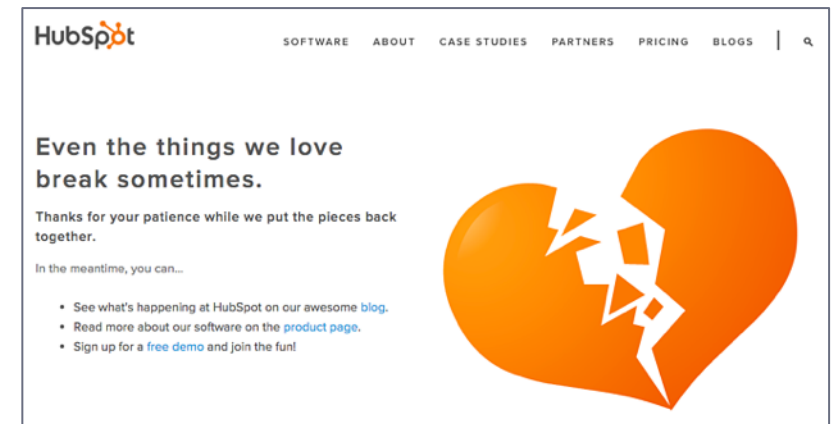 HubSpot
SOFTWARE ABOUT CASE STUDIES PARTNERS PRICING BLOGS
Even the things we love
break sometimes.
Thanks for your patience while we put the pieces back
together.
In the meantime, you can...
• See what's happening at HubSpot on our awesome blog.
• Read more about our software on the product page.
• Sign up for a free demo and join the fun!